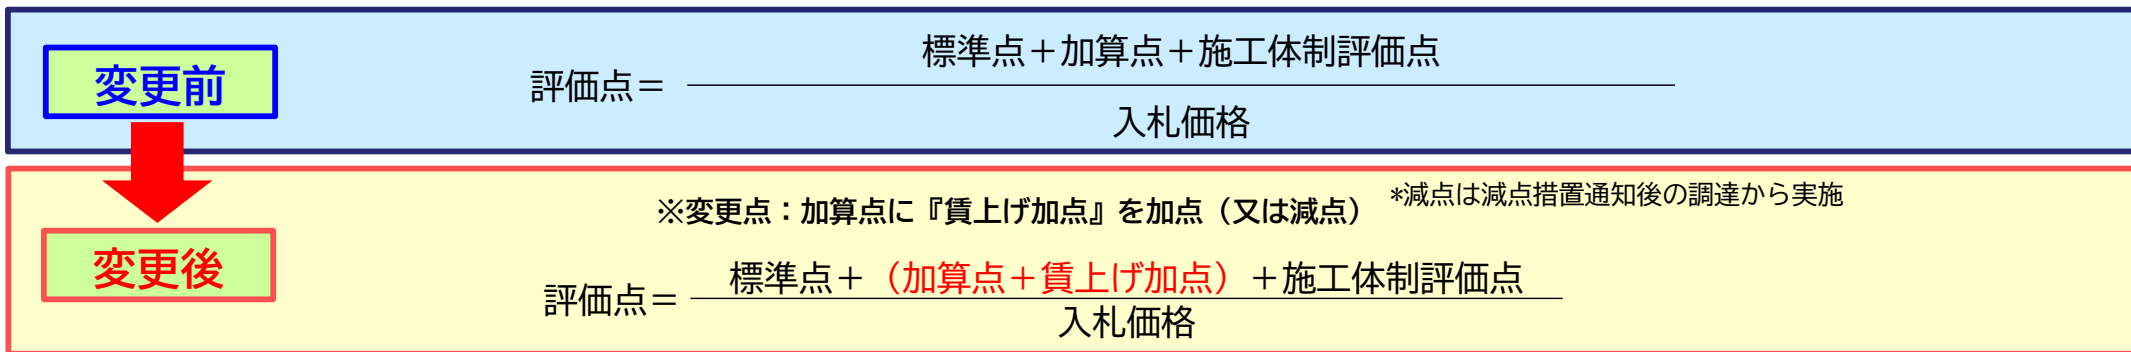 変更前
標準点＋加算点＋施工体制評価点
評価点＝
入札価格
※変更点：加算点に『賃上げ加点』を加点（又は減点） *減点は減点措置通知後の調達から実施
変更後
標準点＋（加算点＋賃上げ加点）＋施工体制評価点
評価点＝
入札価格